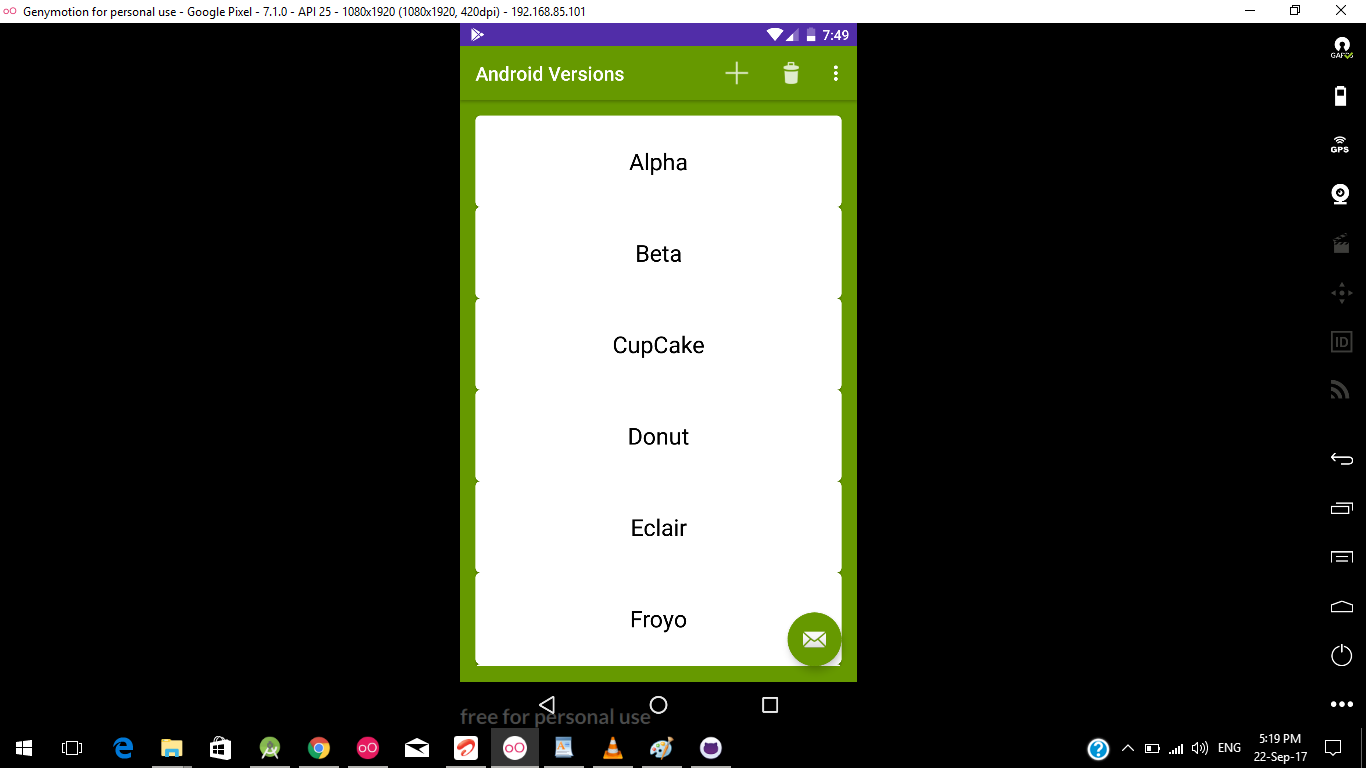 Genymotion for personal use - Google Pixel - 7.1.0 - API 25 - 1080x1920 (1080x1920, 420dpi) - 192.168.85.101
7:49
Android Versions
Alpha
Beta
CupCake
Donut
Eclair
Froyo
free for personal use
GAPPS
GPS
ID
ENG
5:19 PM
22-Sep-17